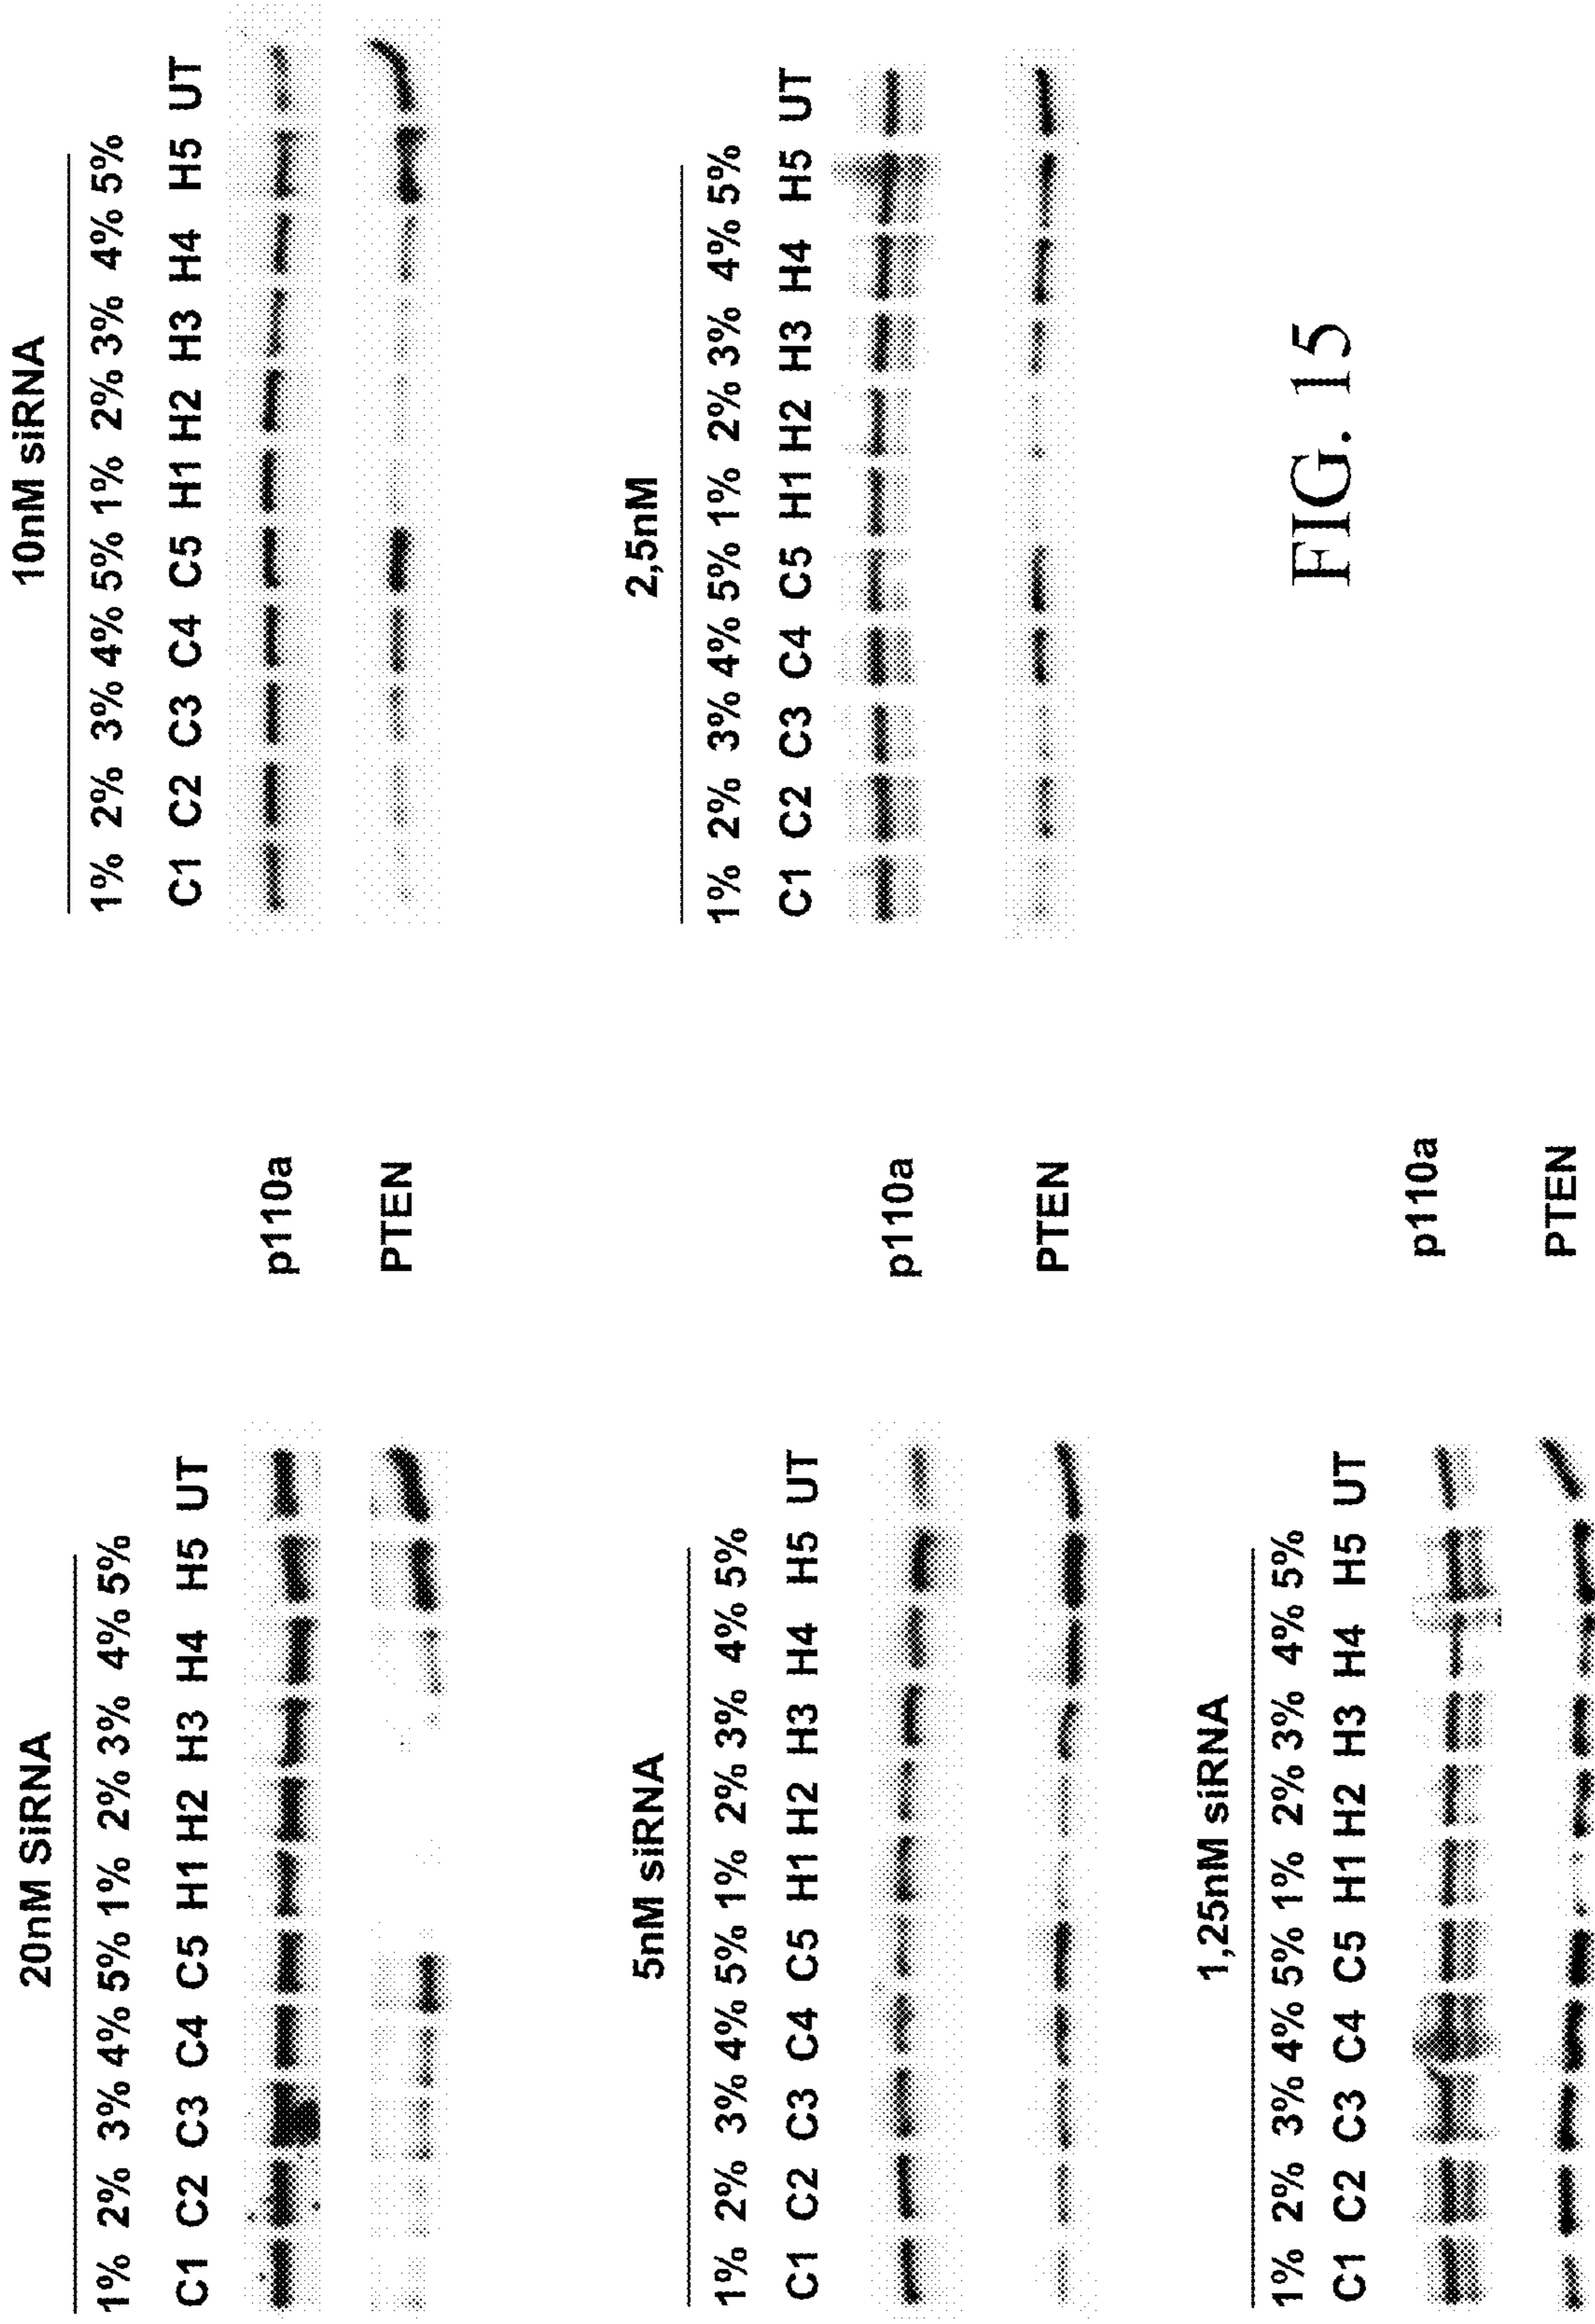 20nM SiRNA
1% 2% 3% 4% 5% 1% 2% 3% 4% 5%
C1 C2 C3 C4 C5 H1 H2 H3 H4 H5 UT
p110a
PTEN
10nM siRNA
1% 2% 3% 4% 5% 1% 2% 3% 4% 5%
C1 C2 C3 C4 C5 H1 H2 H3 H4 H5 UT
5nM siRNA
1% 2% 3% 4% 5% 1% 2% 3% 4% 5%
C1 C2 C3 C4 C5 H1 H2 H3 H4 H5 UT
p110a
PTEN
2,5nM
1% 2% 3% 4% 5% 1% 2% 3% 4% 5%
C1 C2 C3 C4 C5 H1 H2 H3 H4 H5 UT
1,25nM siRNA
1% 2% 3% 4% 5% 1% 2% 3% 4% 5%
C1 C2 C3 C4 C5 H1 H2 H3 H4 H5 UT
p110a
PTEN
FIG. 15